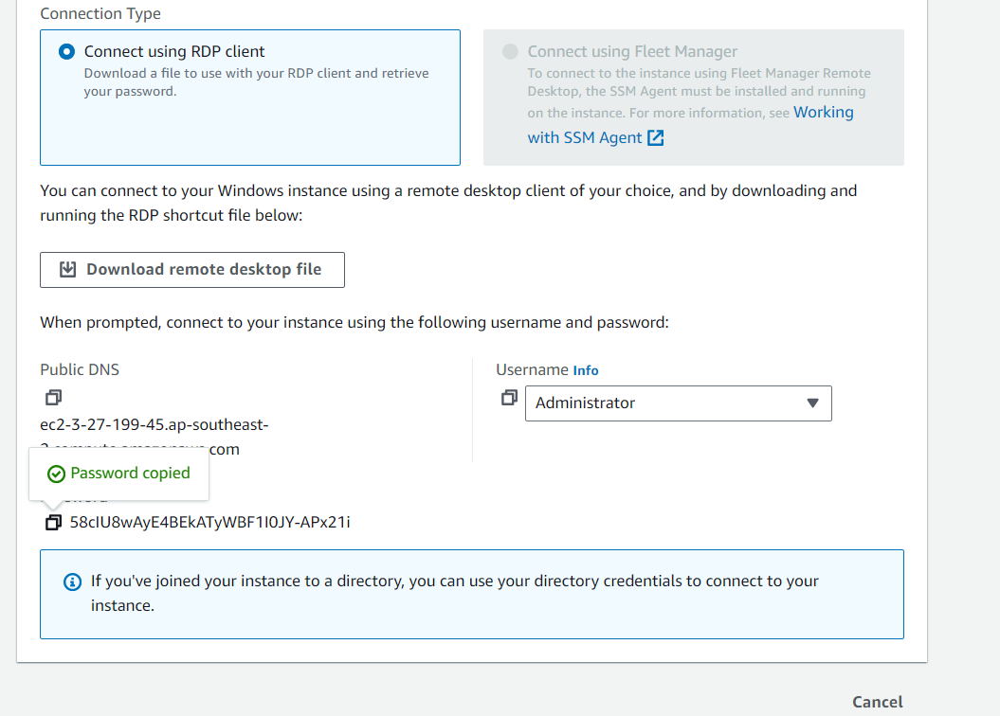 Connection Type
Connect using RDP client
Download a file to use with your RDP client and retrieve
your password.
Connect using Fleet Manager
To connect to the instance using Fleet Manager Remote
Desktop, the SSM Agent must be installed and running
on the instance. For more information, see Working
with SSM Agent
You can connect to your Windows instance using a remote desktop client of your choice, and by downloading and
running the RDP shortcut file below:
Download remote desktop file
When prompted, connect to your instance using the following username and password:
Public DNS
ec2-3-27-199-45.ap-southeast-
2.compute.amazonaws.com
Username Info
Administrator
Password copied
58cIU8wAyE4BEkATyWBF1I0JY-APx21i
If you've joined your instance to a directory, you can use your directory credentials to connect to your
instance.
Cancel